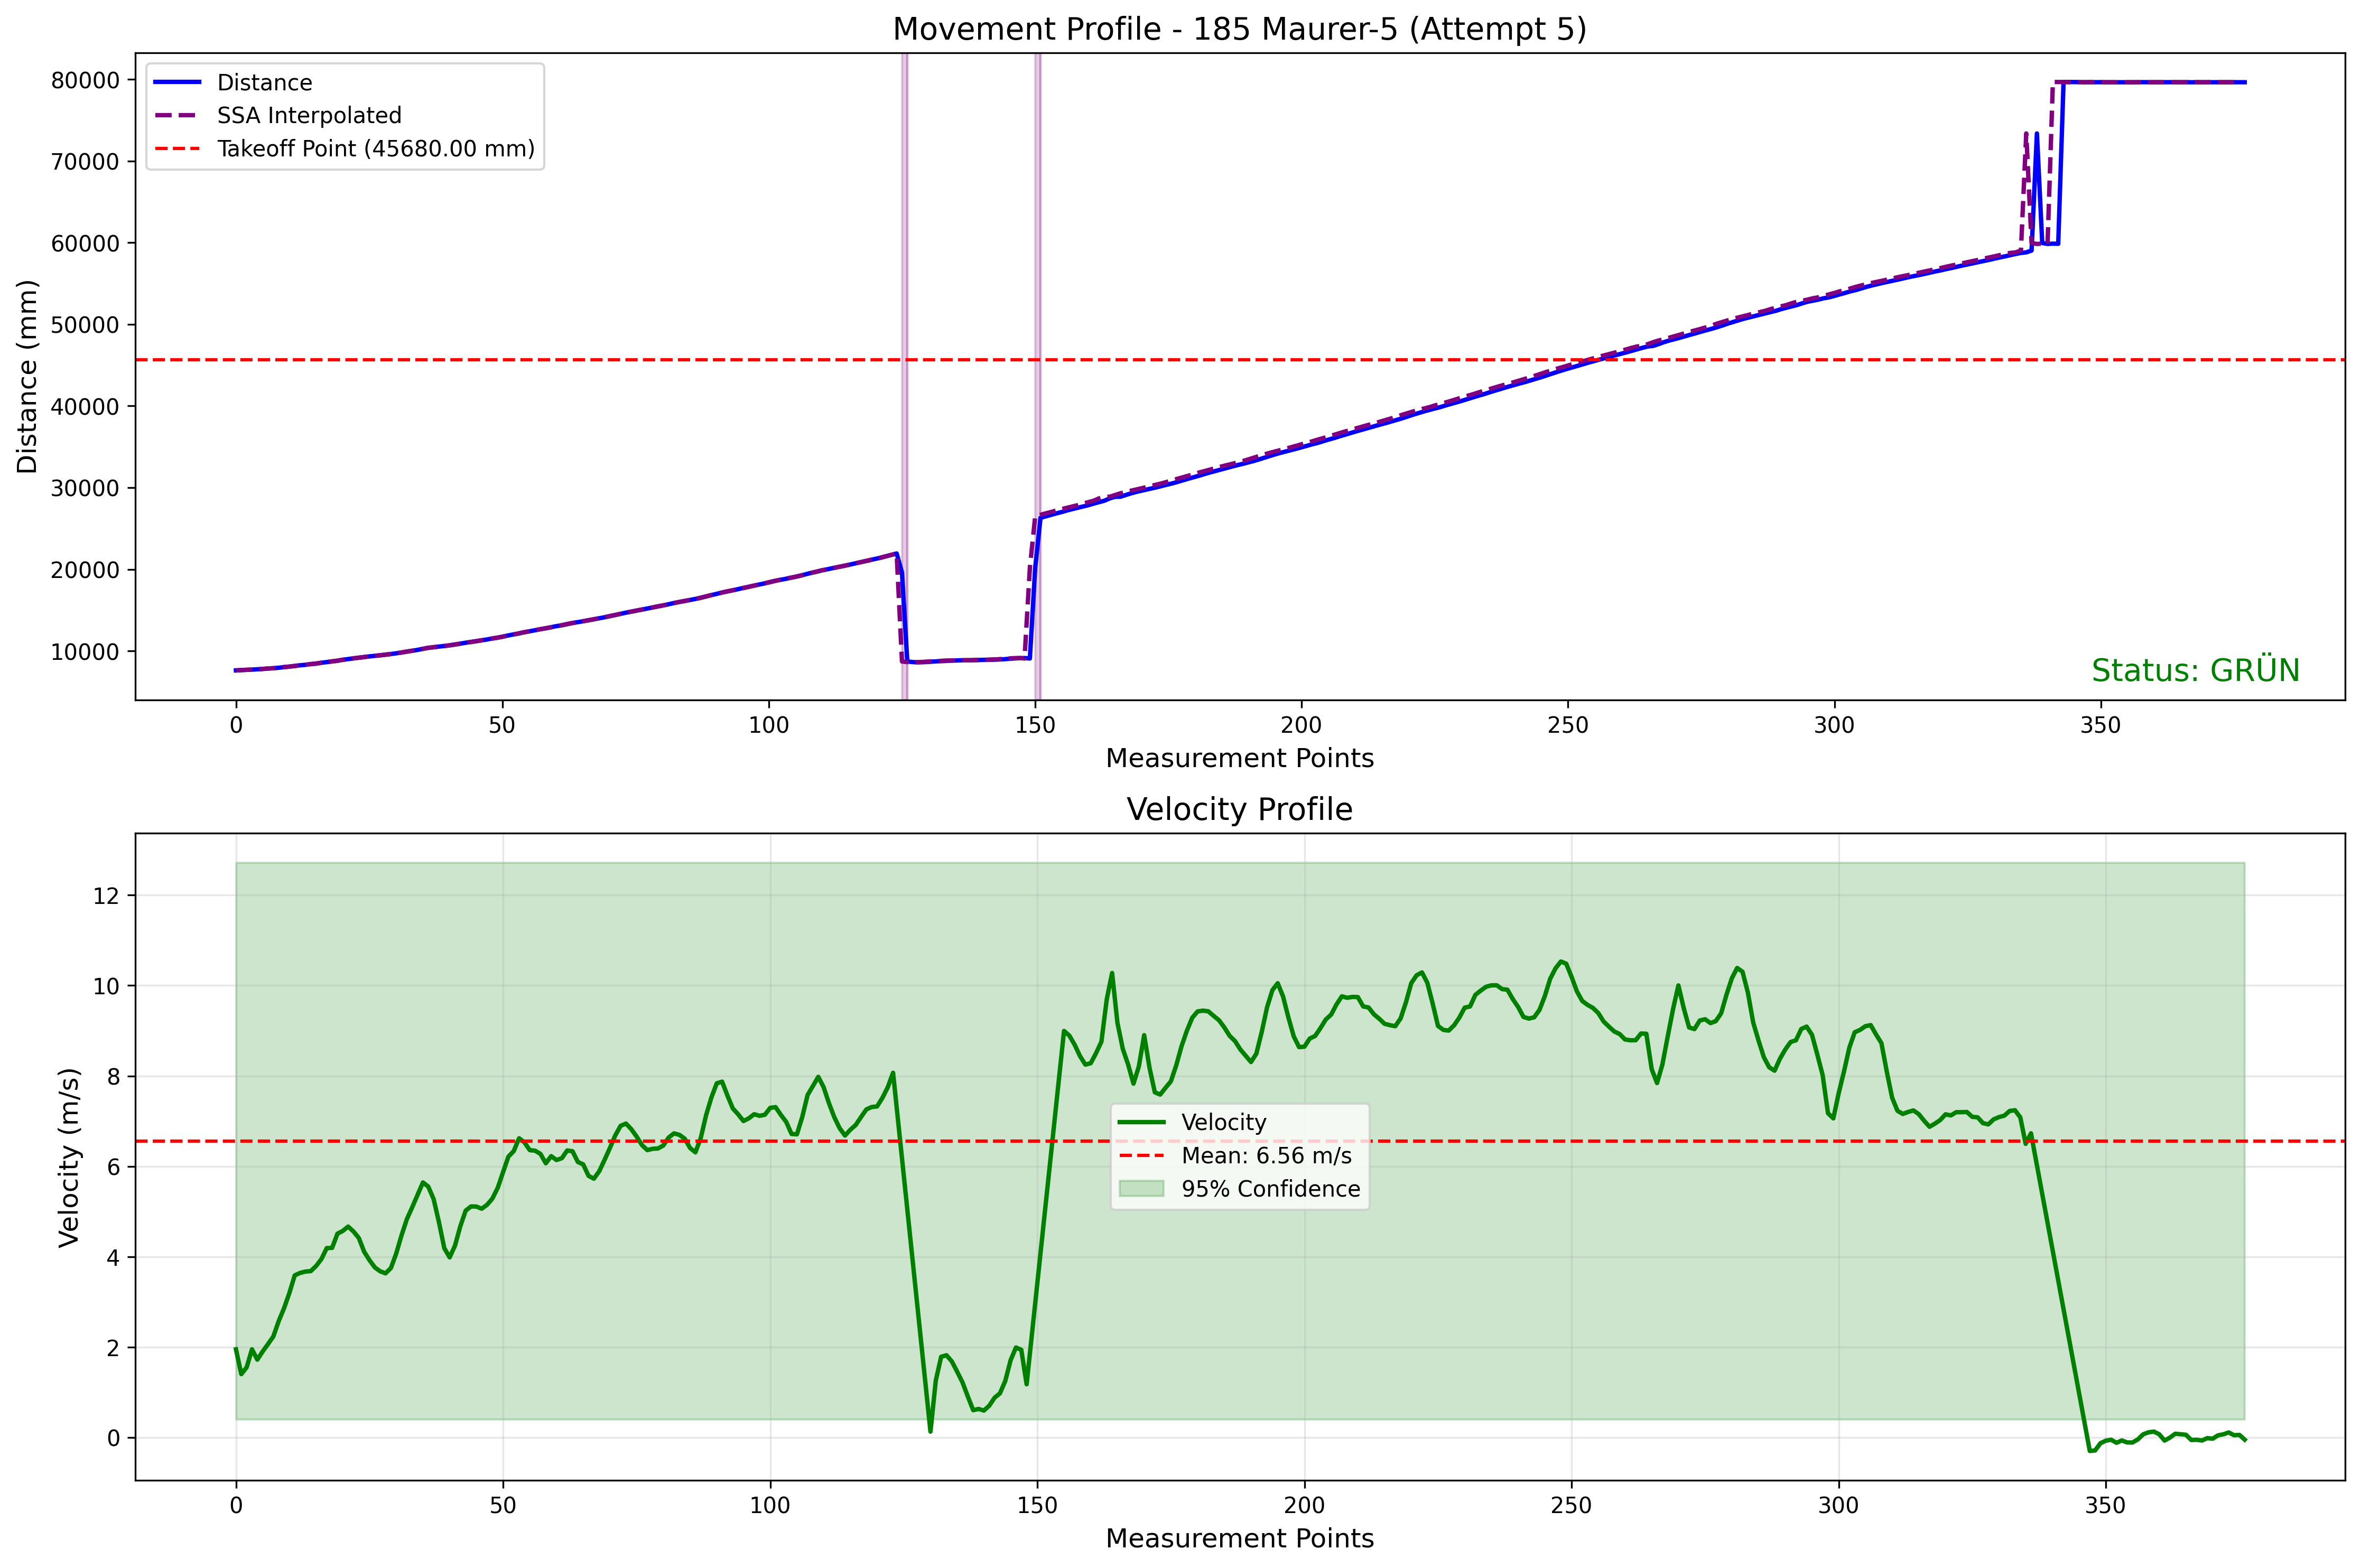 Movement Profile - 185 Maurer-5 (Attempt 5)
Distance
SSA Interpolated
Takeoff Point (45680.00 mm)
Distance (mm)
80000
70000
60000
50000
40000
30000
20000
10000
Status: GRÜN
0 50 100 150 200 250 300 350
Measurement Points
Velocity Profile
Velocity (m/s)
12
10
8
6
4
2
0
Velocity
Mean: 6.56 m/s
95% Confidence
0 50 100 150 200 250 300 350
Measurement Points